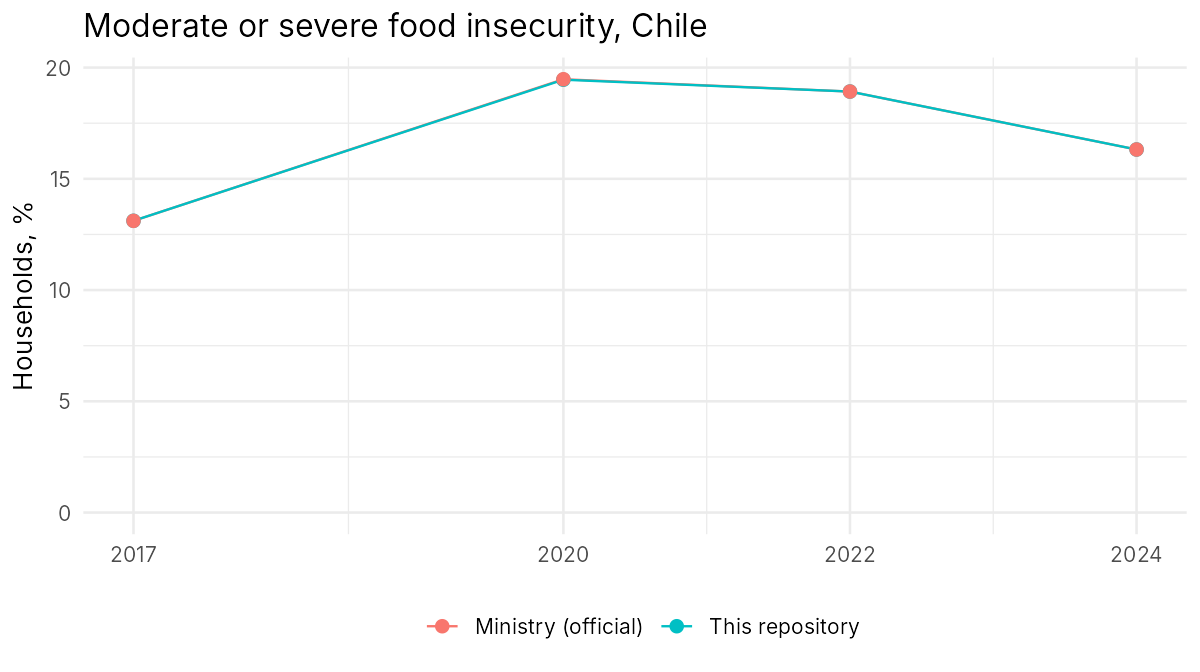 Moderate or severe food insecurity, Chile
Households, %
20
15
10
5
0
2017 2020 2022 2024
Ministry (official) This repository